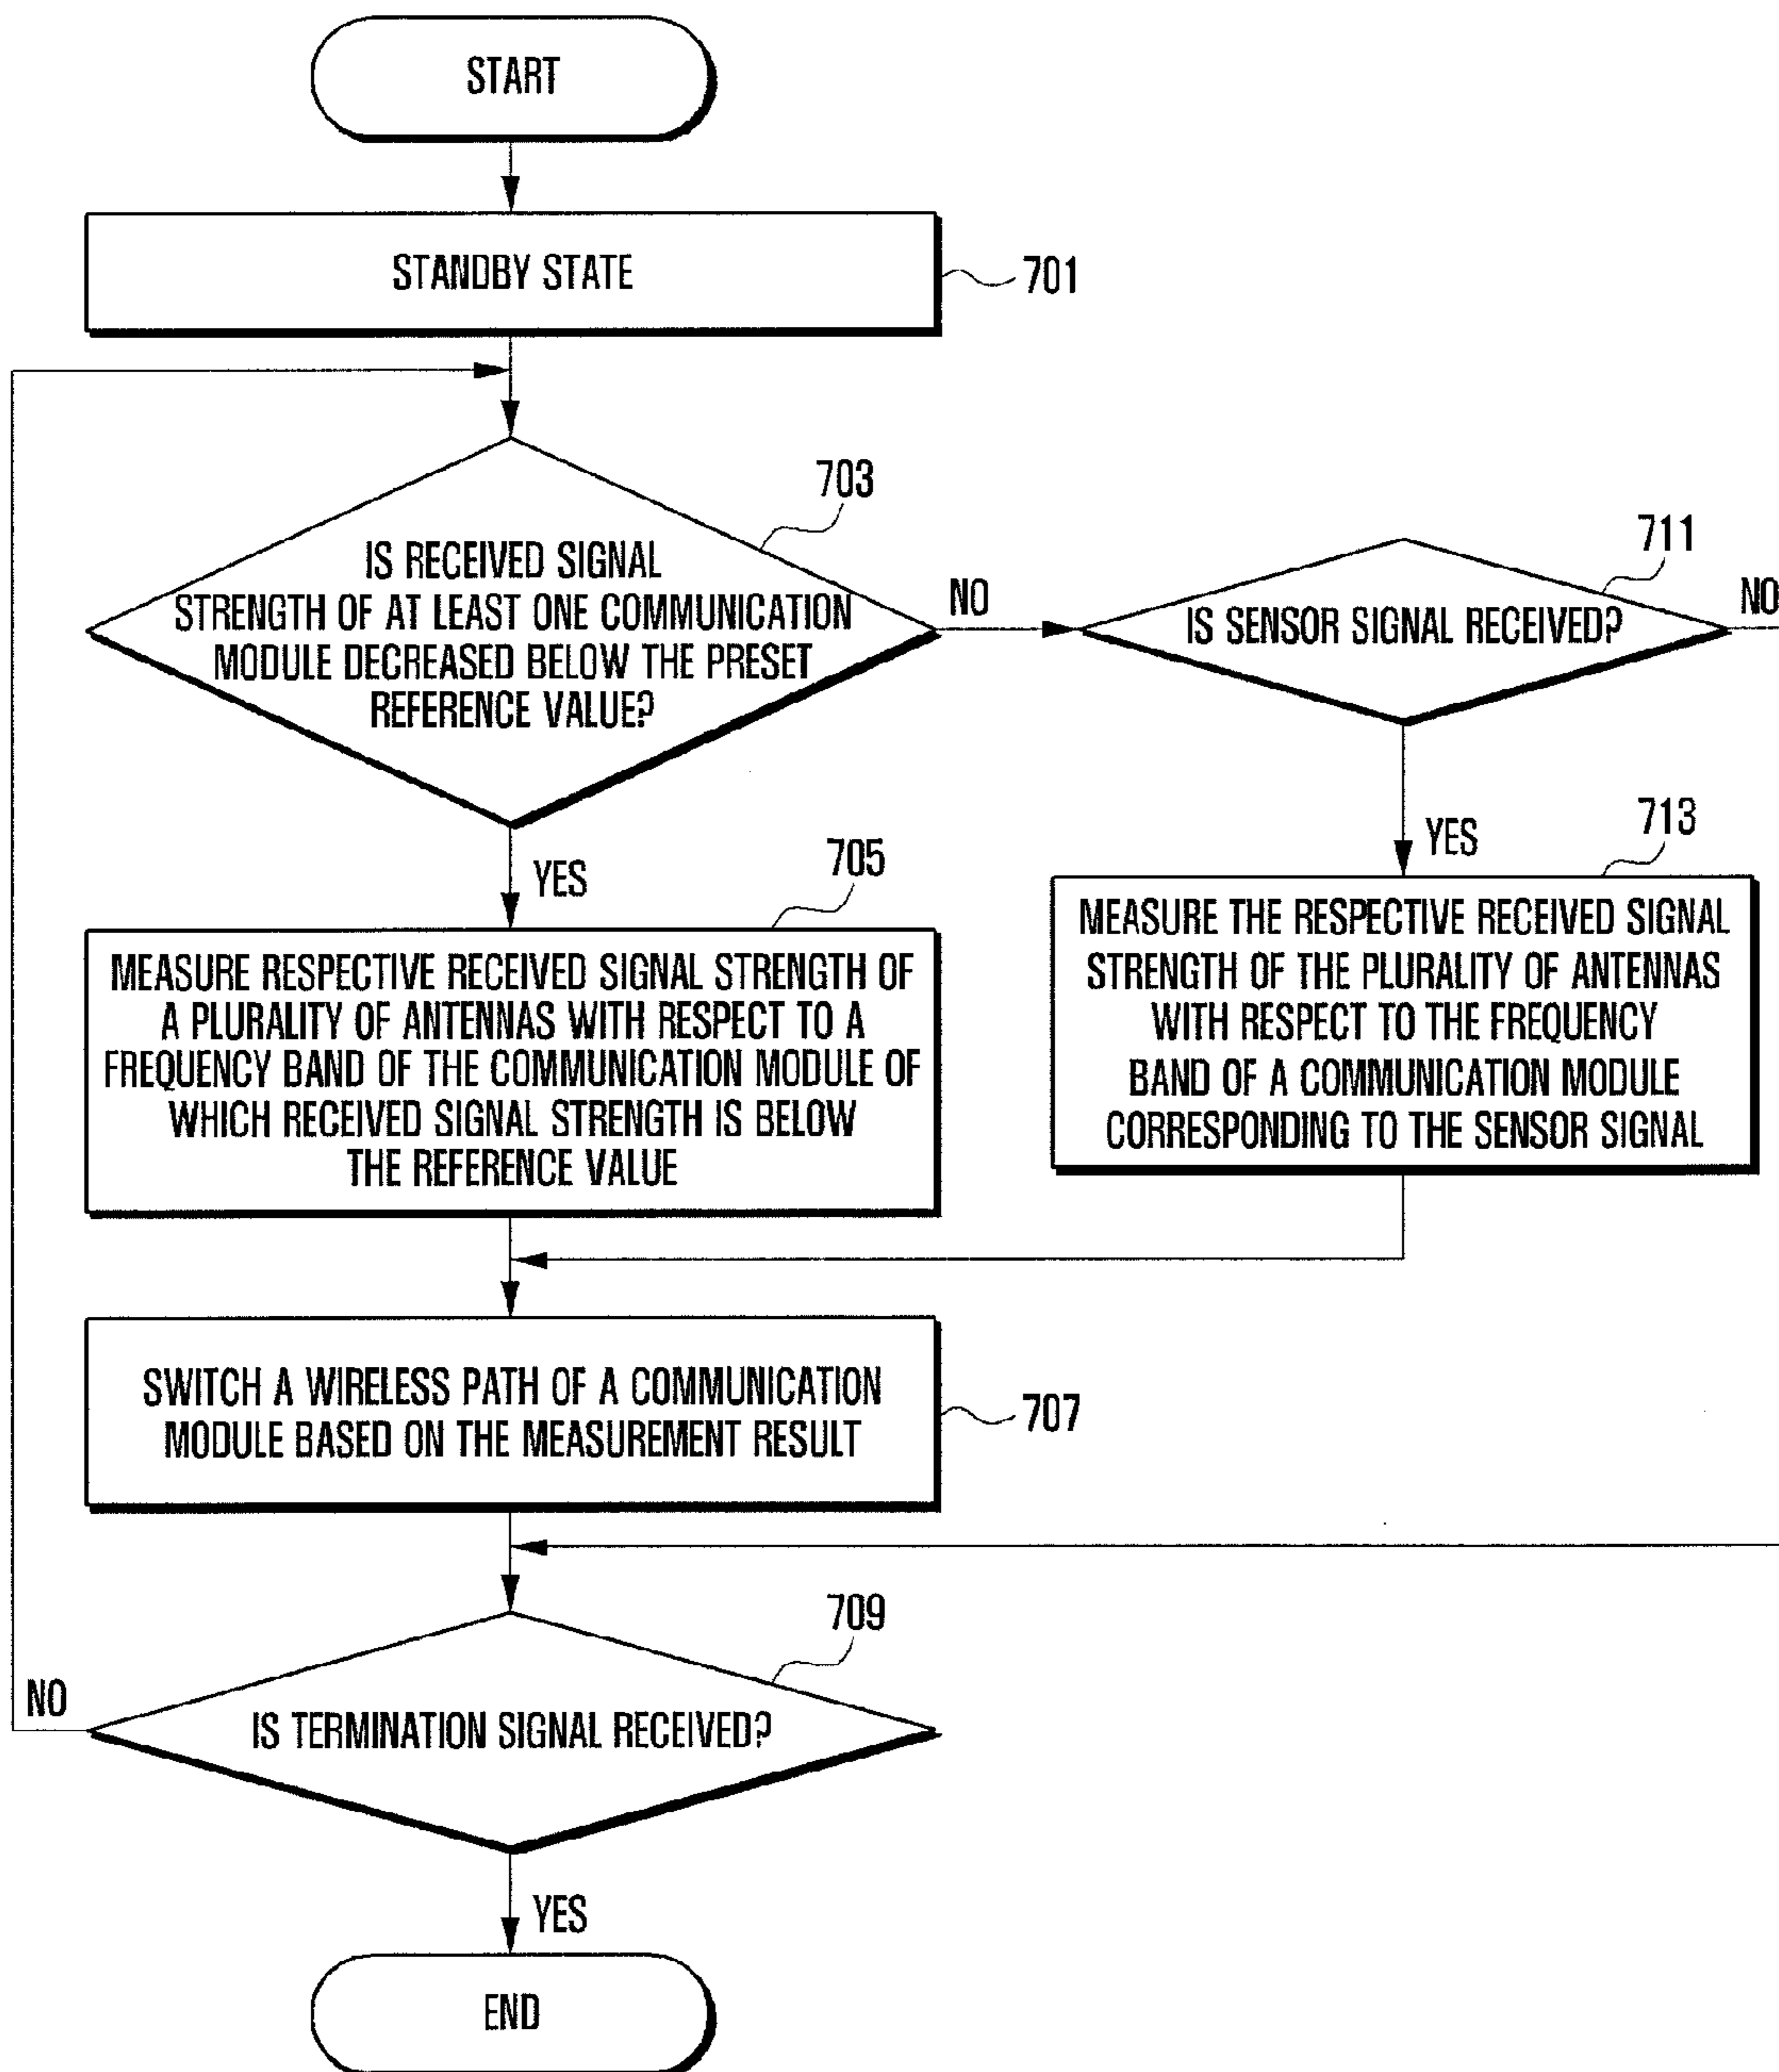 START
STANDBY STATE
701
703
IS RECEIVED SIGNAL
STRENGTH OF AT LEAST ONE COMMUNICATION
MODULE DECREASED BELOW THE PRESET
REFERENCE VALUE?
NO
711
IS SENSOR SIGNAL RECEIVED?
NO
YES
705
MEASURE RESPECTIVE RECEIVED SIGNAL STRENGTH OF
A PLURALITY OF ANTENNAS WITH RESPECT TO A
FREQUENCY BAND OF THE COMMUNICATION MODULE OF
WHICH RECEIVED SIGNAL STRENGTH IS BELOW
THE REFERENCE VALUE
YES
713
MEASURE THE RESPECTIVE RECEIVED SIGNAL
STRENGTH OF THE PLURALITY OF ANTENNAS
WITH RESPECT TO THE FREQUENCY
BAND OF A COMMUNICATION MODULE
CORRESPONDING TO THE SENSOR SIGNAL
SWITCH A WIRELESS PATH OF A COMMUNICATION
MODULE BASED ON THE MEASUREMENT RESULT
707
709
NO
IS TERMINATION SIGNAL RECEIVED?
YES
END